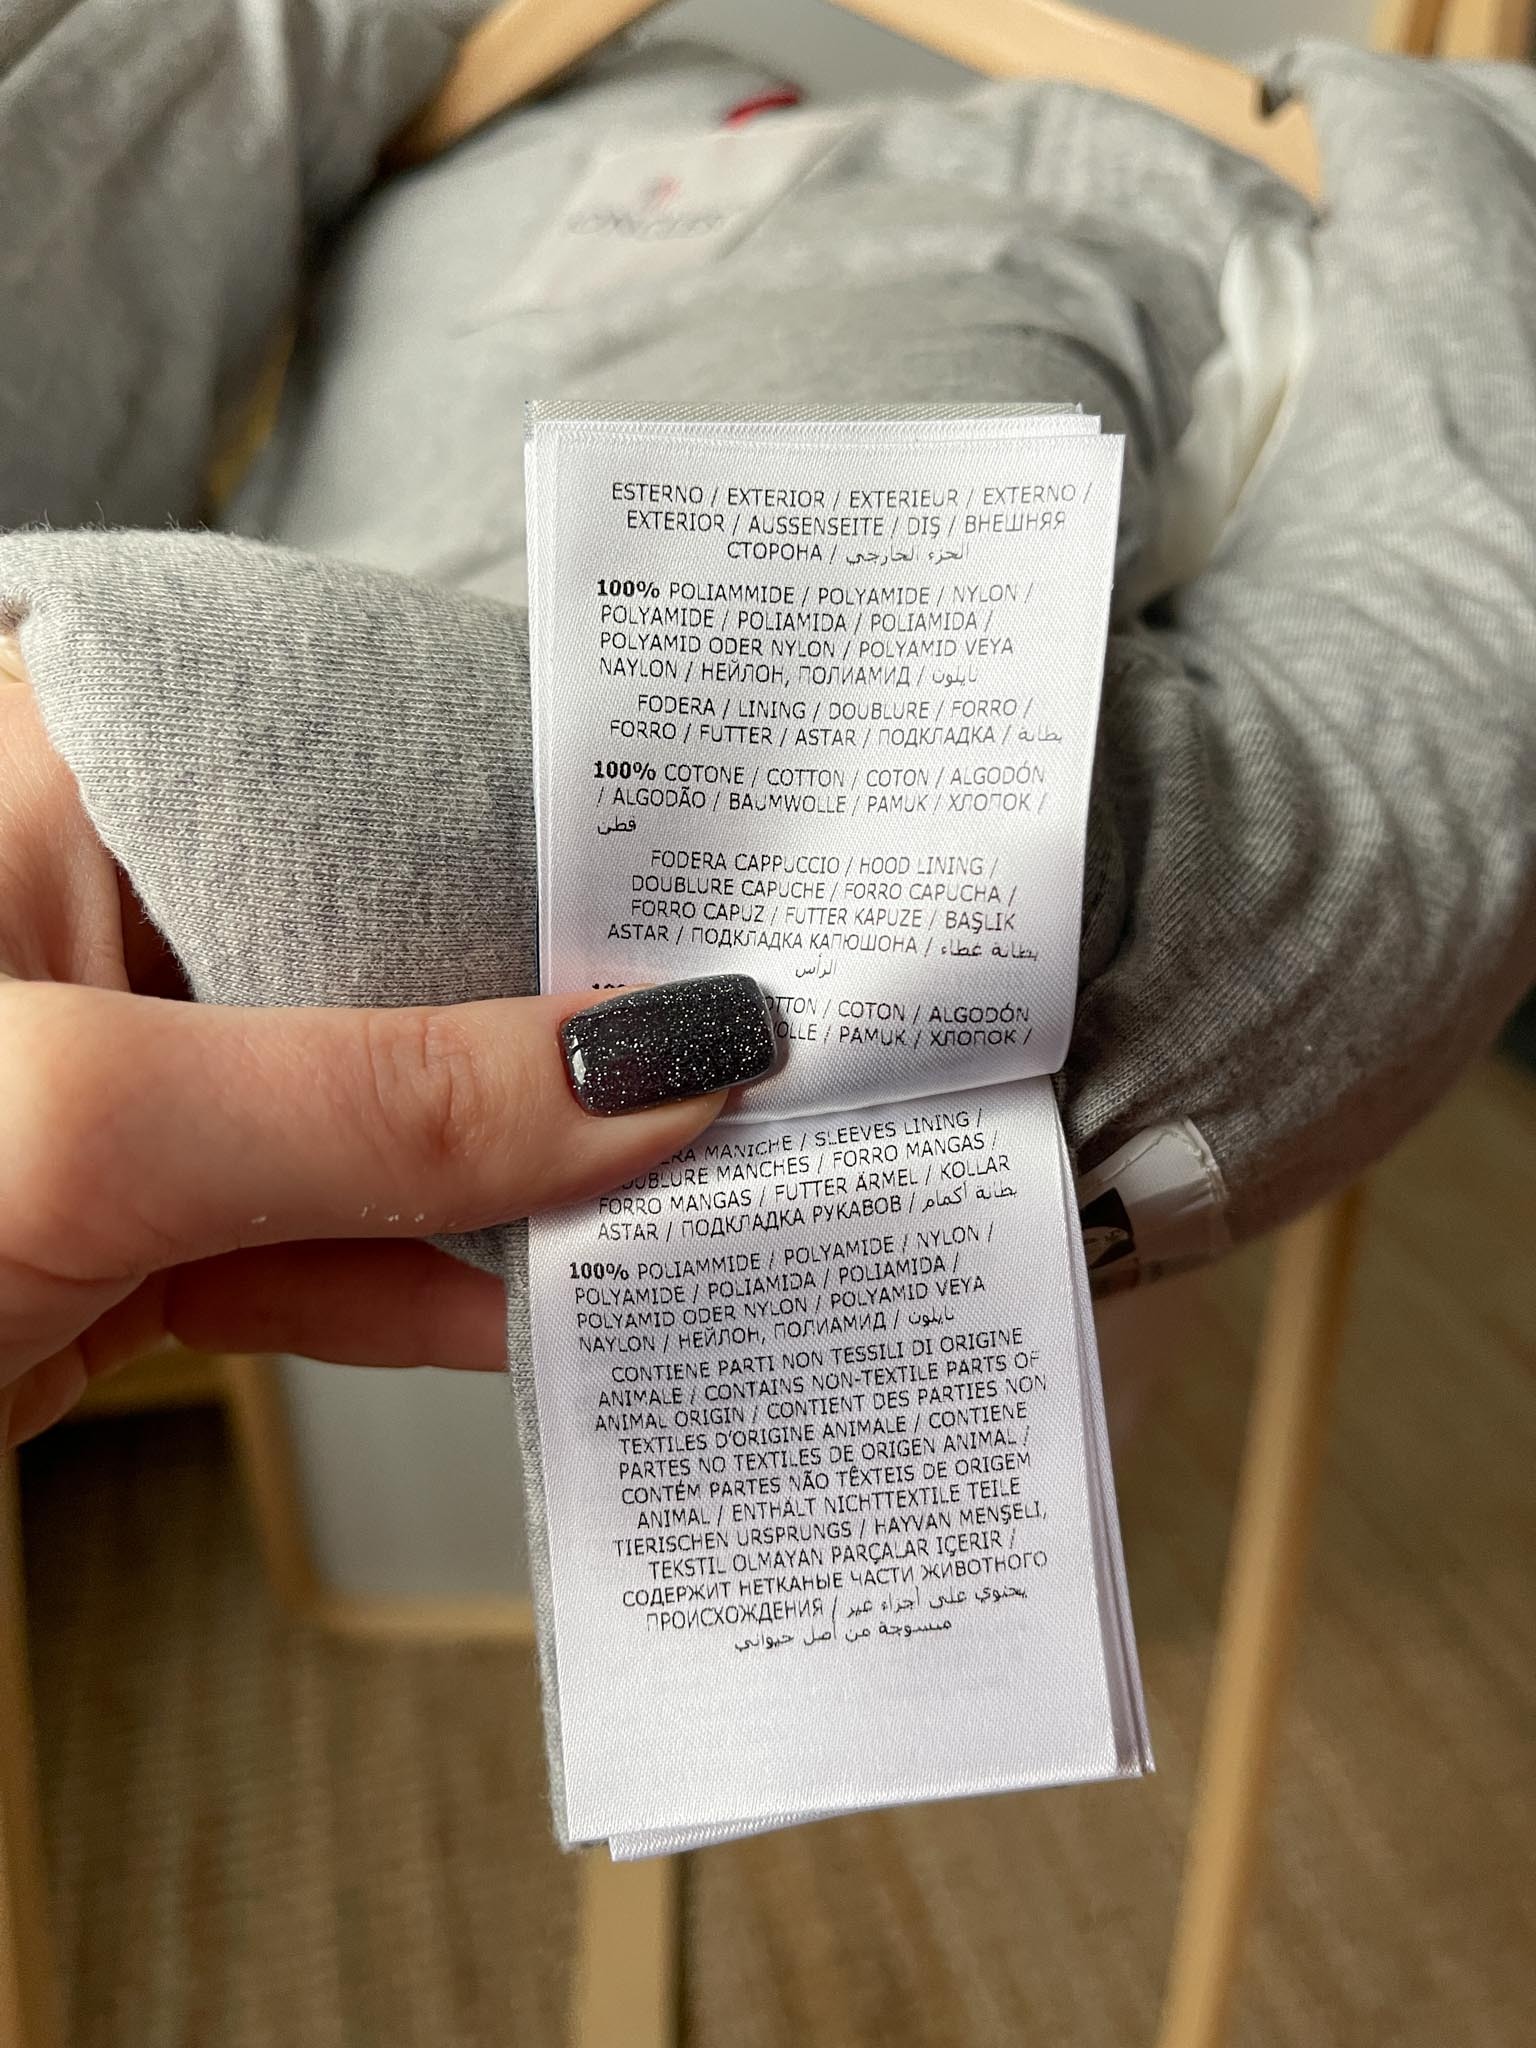 ESTERNO / EXTERIOR / EXTERIEUR / EXTERNO /
EXTERIOR / AUSSENSEITE / DIŞ / ВНЕШНЯЯ
СТОРОНА / الجزء الخارجي
100% POLIAMMIDE / POLYAMIDE / NYLON /
POLYAMIDE / POLIAMIDA / POLIAMIDA /
POLYAMID ODER NYLON / POLYAMID VEYA
NAYLON / НЕЙЛОН, ПОЛИАМИД / نايلون
FODERA / LINING / DOUBLURE / FORRO /
FORRO / FUTTER / ASTAR / ПОДКЛАДКА / بطانة
100% COTONE / COTTON / COTON / ALGODÓN
/ ALGODÃO / BAUMWOLLE / PAMUK / ХЛОПОК /
قطن
FODERA CAPPUCCIO / HOOD LINING /
DOUBLURE CAPUCHE / FORRO CAPUCHA /
FORRO CAPUZ / FUTTER KAPUZE / BAŞLIK
ASTAR / ПОДКЛАДКА КАПЮШОНА / بطانة غطاء
الرأس
/ COTON / ALGODÓN
/ PAMUK / ХЛОПОК /
MANICHE / SLEEVES LINING /
MANCHES / FORRO MANGAS /
FORRO MANGAS / FUTTER ÄRMEL / KOLLAR
ASTAR / ПОДКЛАДКА РУКАВОВ / بطانة أكمام
100% POLIAMMIDE / POLYAMIDE / NYLON /
POLYAMIDE / POLIAMIDA / POLIAMIDA /
POLYAMID ODER NYLON / POLYAMID VEYA
NAYLON / НЕЙЛОН, ПОЛИАМИД / نايلون
CONTIENE PARTI NON TESSILI DI ORIGINE
ANIMALE / CONTAINS NON-TEXTILE PARTS OF
ANIMAL ORIGIN / CONTIENT DES PARTIES NON
TEXTILES D'ORIGINE ANIMALE / CONTIENE
PARTES NO TEXTILES DE ORIGEN ANIMAL /
CONTÉM PARTES NÃO TÊXTEIS DE ORIGEM
ANIMAL / ENTHÄLT NICHTTEXTILE TEILE
TIERISCHEN URSPRUNGS / HAYVAN MENŞELİ,
TEKSTIL OLMAYAN PARÇALAR IÇERIR /
СОДЕРЖИТ НЕТКАНЫЕ ЧАСТИ ЖИВОТНОГО
ПРОИСХОЖДЕНИЯ / يحتوي على أجزاء غير
منسوجة من أصل حيواني